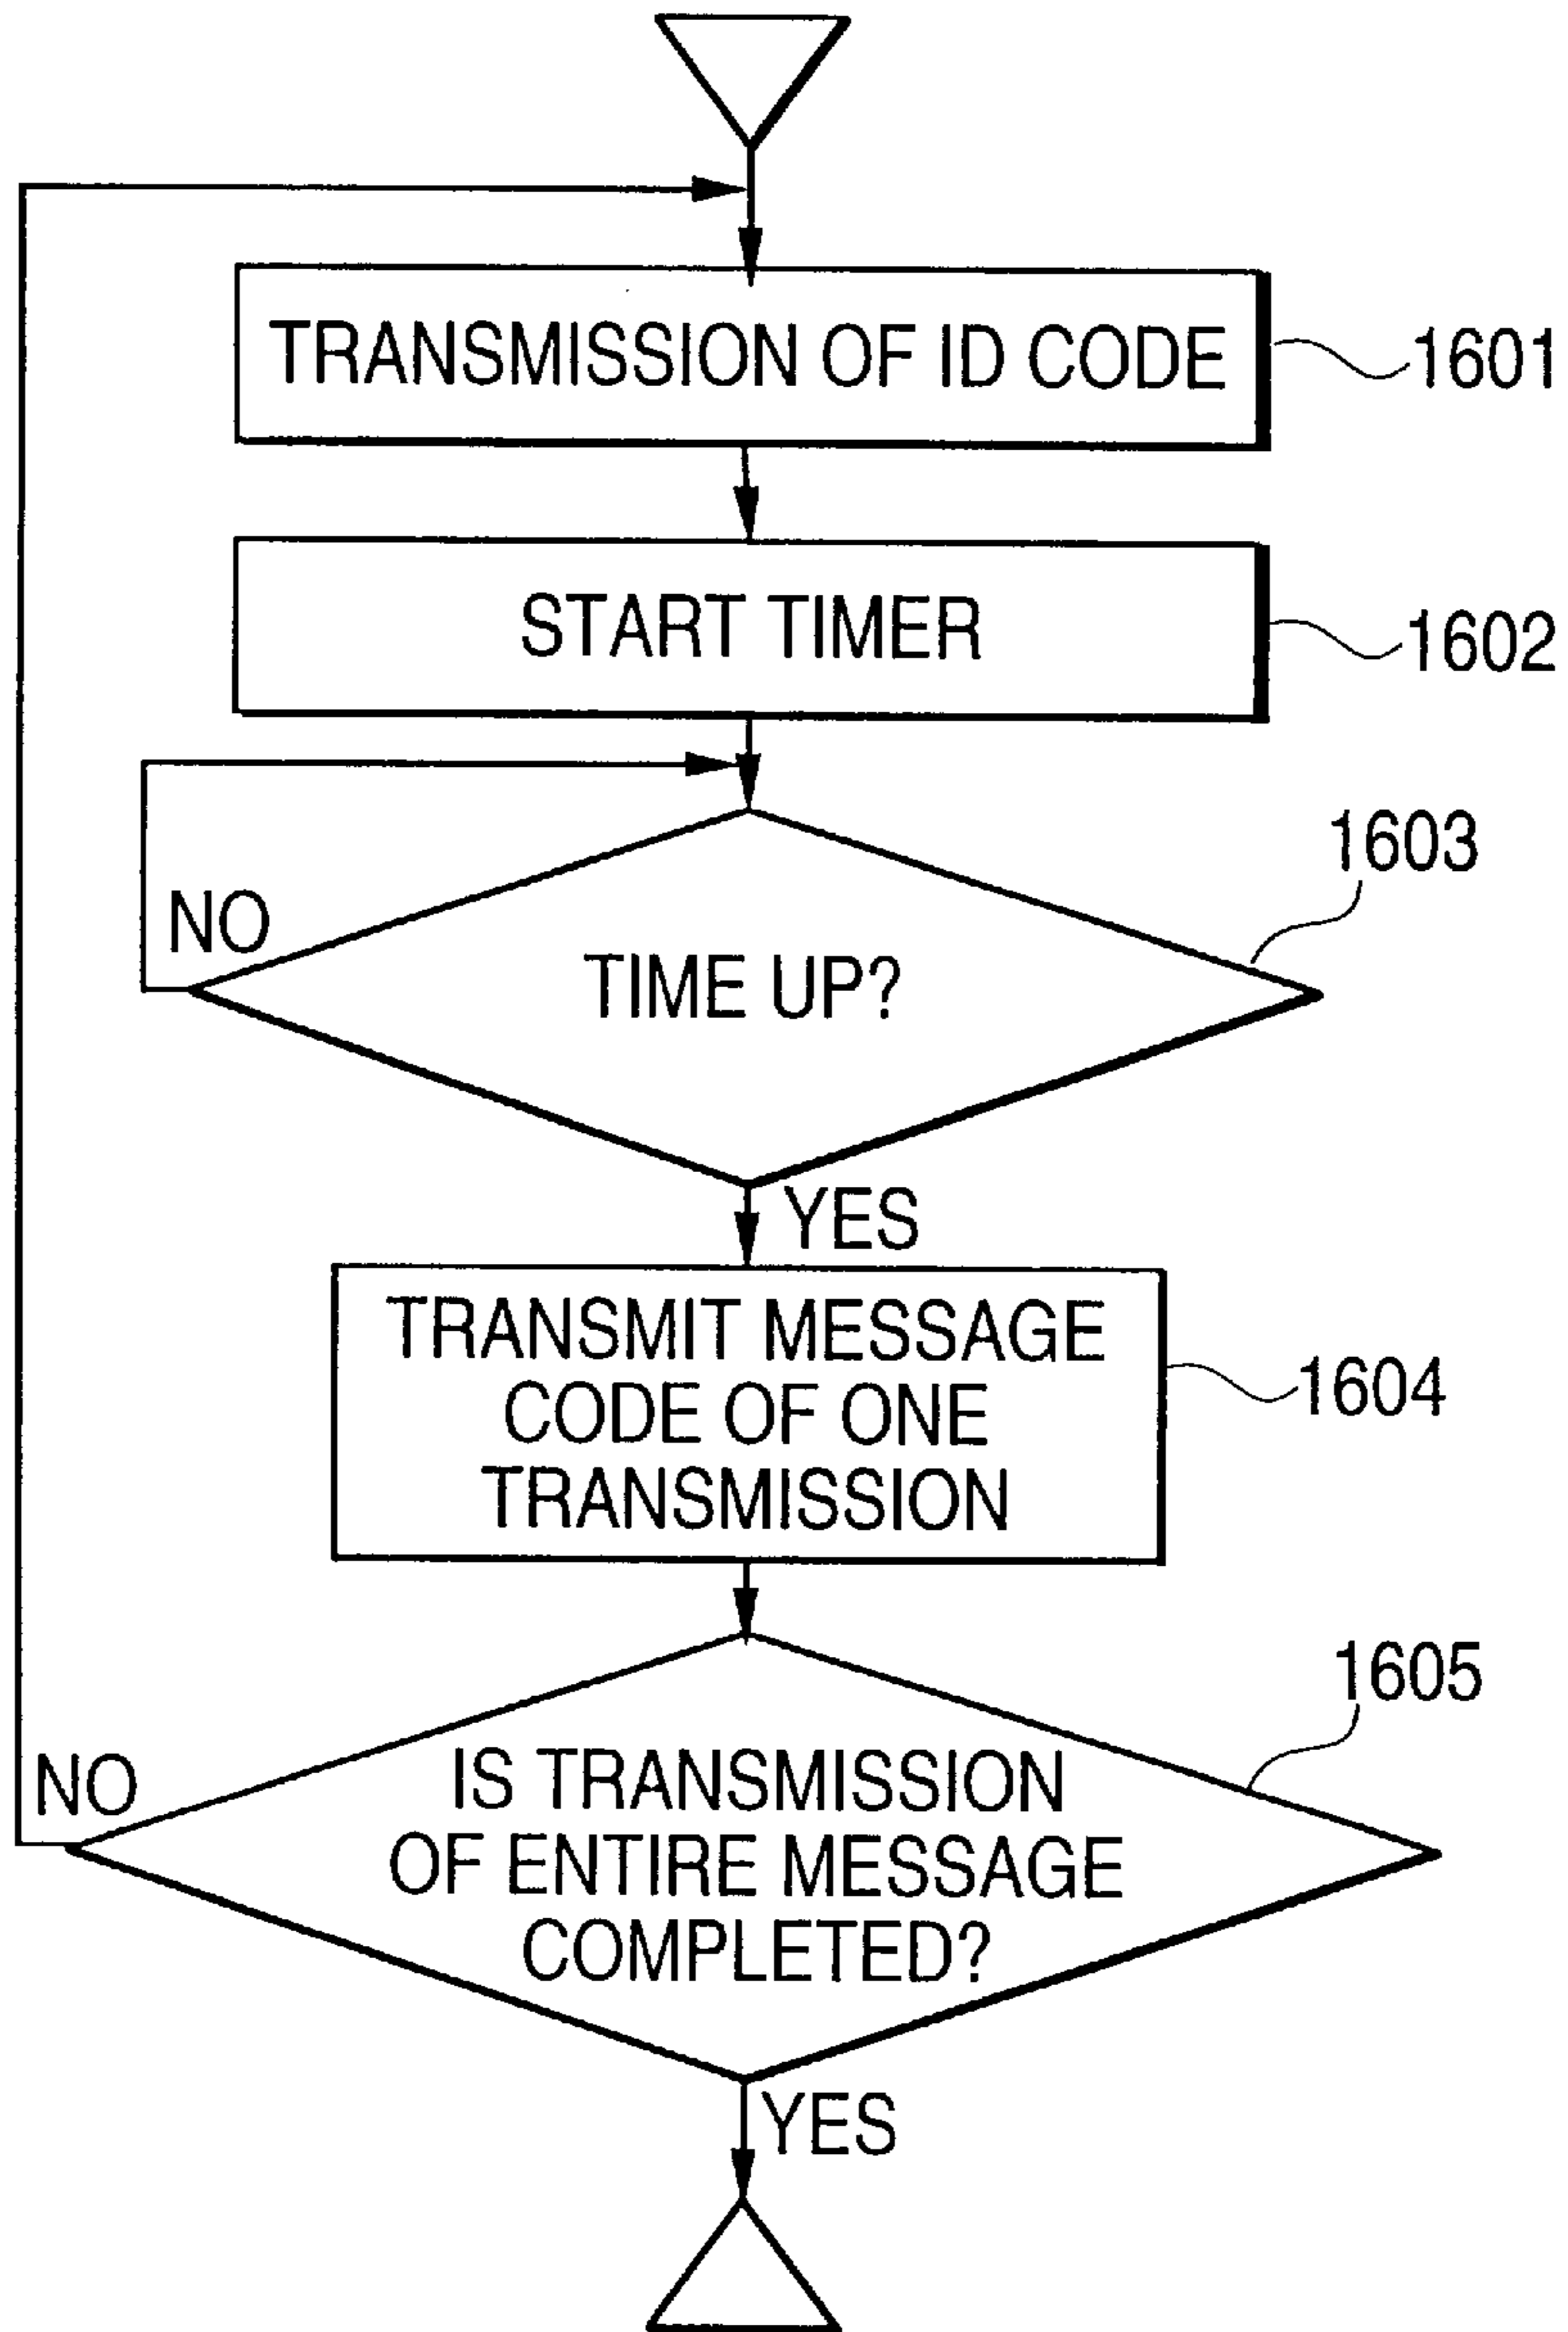 TRANSMISSION OF ID CODE
1601
START TIMER
1602
1603
NO
TIME UP?
YES
TRANSMIT MESSAGE
CODE OF ONE
TRANSMISSION
1604
1605
NO
IS TRANSMISSION
OF ENTIRE MESSAGE
COMPLETED?
YES